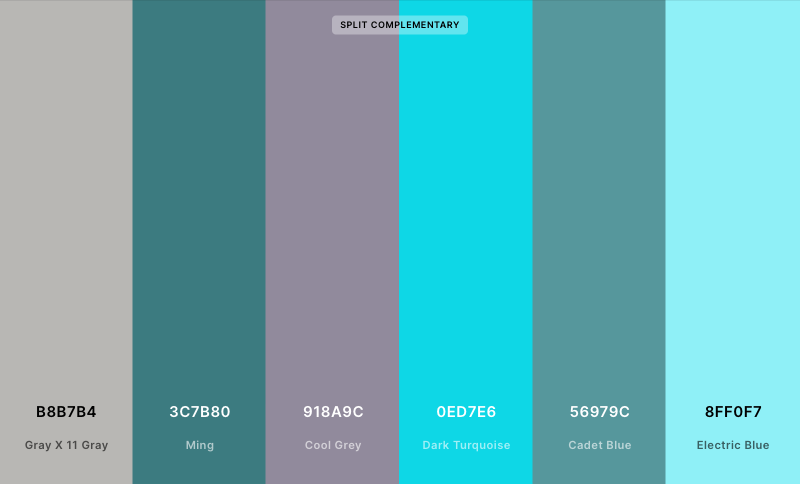 SPLIT COMPLEMENTARY
B8B7B4
Gray X 11 Gray
3C7B80
Ming
918A9C
Cool Grey
0ED7E6
Dark Turquoise
56979C
Cadet Blue
8FF0F7
Electric Blue